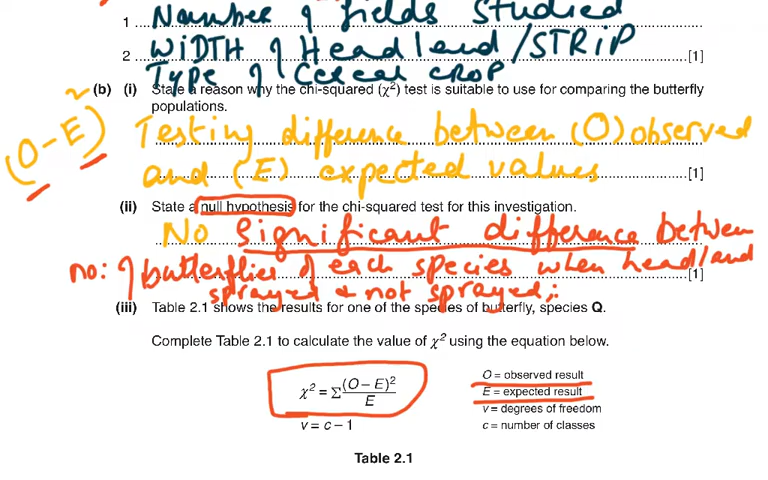 1 Number of fields studied
2 WiDTH of Headland/STRiP [1]
Type of Cereal crop
(b) (i) State a reason why the chi-squared (χ²) test is suitable to use for comparing the butterfly
populations.
(O-E)² Testing difference between (O) observed
and (E) expected values [1]
(ii) State a null hypothesis for the chi-squared test for this investigation.
No significant difference between
no: of butterflies of each species when headland [1]
sprayed & not sprayed;
(iii) Table 2.1 shows the results for one of the species of butterfly, species Q.
Complete Table 2.1 to calculate the value of χ² using the equation below.
χ² = Σ(O – E)²/E
v = c – 1
O = observed result
E = expected result
v = degrees of freedom
c = number of classes
Table 2.1